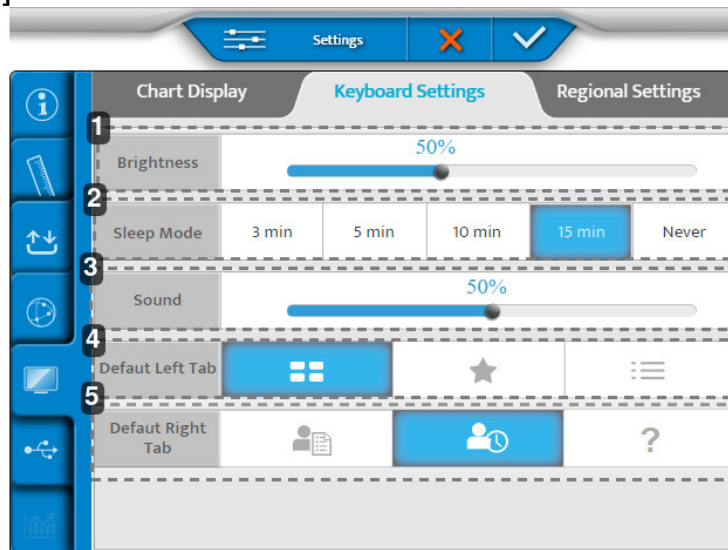 ]
Settings
Chart Display Keyboard Settings Regional Settings
1
50%
Brightness
2
Sleep Mode 3 min 5 min 10 min 15 min Never
3
50%
Sound
4
Defaut Left Tab
5
Defaut Right
Tab
?